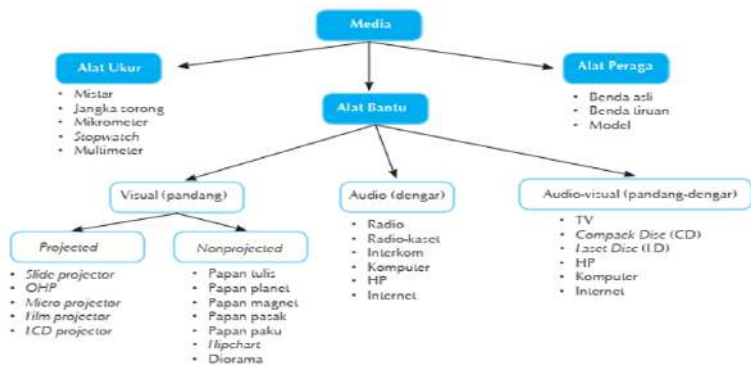 Media
Alat Ukur
• Mistar
• Jangka sorong
• Mikrometer
• Stopwatch
• Multimeter
Alat Bantu
Alat Peraga
• Benda asli
• Benda tiruan
• Model
Visual (pandang)
Projected
• Slide projector
• OHP
• Micro projector
• Film projector
• LCD projector
Nonprojected
• Papan tulis
• Papan planel
• Papan magnet
• Papan pasak
• Papan paku
• Flipchart
• Diorama
Audio (dengar)
• Radio
• Radio-kaset
• Interkom
• Komputer
• HP
• Internet
Audio-visual (pandang-dengar)
• TV
• Compack Disc (CD)
• Laset Disc (LD)
• HP
• Komputer
• Internet